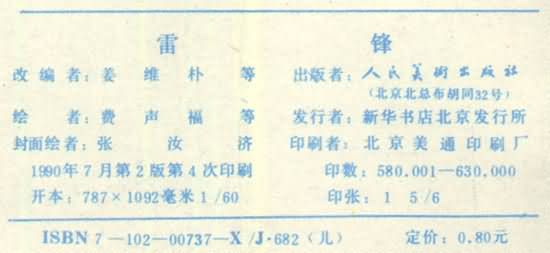 雷 锋
改编者：姜维朴等 出版者：人民美术出版社
（北京北总布胡同32号）
绘者：费声福等 发行者：新华书店北京发行所
封面绘者：张汝济 印刷者：北京美通印刷厂
1990年7月第2版第4次印刷 印数：580,001—630,000
开本：787×1092毫米1/60 印张：1 5/6
ISBN 7—102—00737—X/J·682（儿） 定价：0.80元